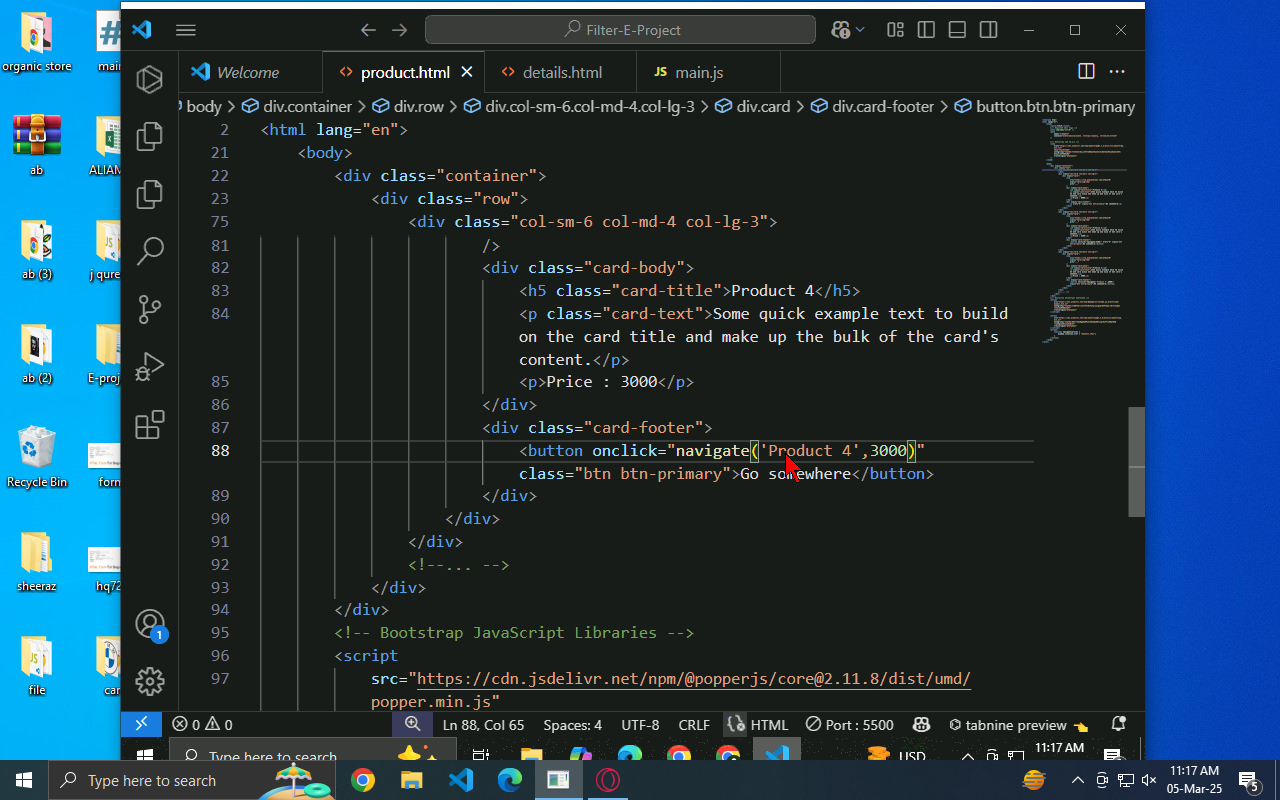 organic store
main
ab
ALIAM
ab (3)
j qure
ab (2)
E-proj
Recycle Bin
form
sheeraz
hq72
file
car
Filter-E-Project
Welcome
product.html
details.html
JS main.js
body > div.container > div.row > div.col-sm-6.col-md-4.col-lg-3 > div.card > div.card-footer > button.btn.btn-primary
2 <html lang="en">
21 <body>
22 <div class="container">
23 <div class="row">
75 <div class="col-sm-6 col-md-4 col-lg-3">
81 />
82 <div class="card-body">
83 <h5 class="card-title">Product 4</h5>
84 <p class="card-text">Some quick example text to build
on the card title and make up the bulk of the card's
content.</p>
85 <p>Price : 3000</p>
86 </div>
87 <div class="card-footer">
88 <button onclick="navigate('Product 4',3000)"
class="btn btn-primary">Go somewhere</button>
89 </div>
90 </div>
91 </div>
92 <!--... -->
93 </div>
94 </div>
95 <!-- Bootstrap JavaScript Libraries -->
96 <script
97 src="https://cdn.jsdelivr.net/npm/@popperjs/core@2.11.8/dist/umd/
popper.min.js"
1
0 0 Ln 88, Col 65 Spaces: 4 UTF-8 CRLF HTML Port : 5500 tabnine preview
Type here to search USD 11:17 AM
Type here to search
11:17 AM
05-Mar-25
5